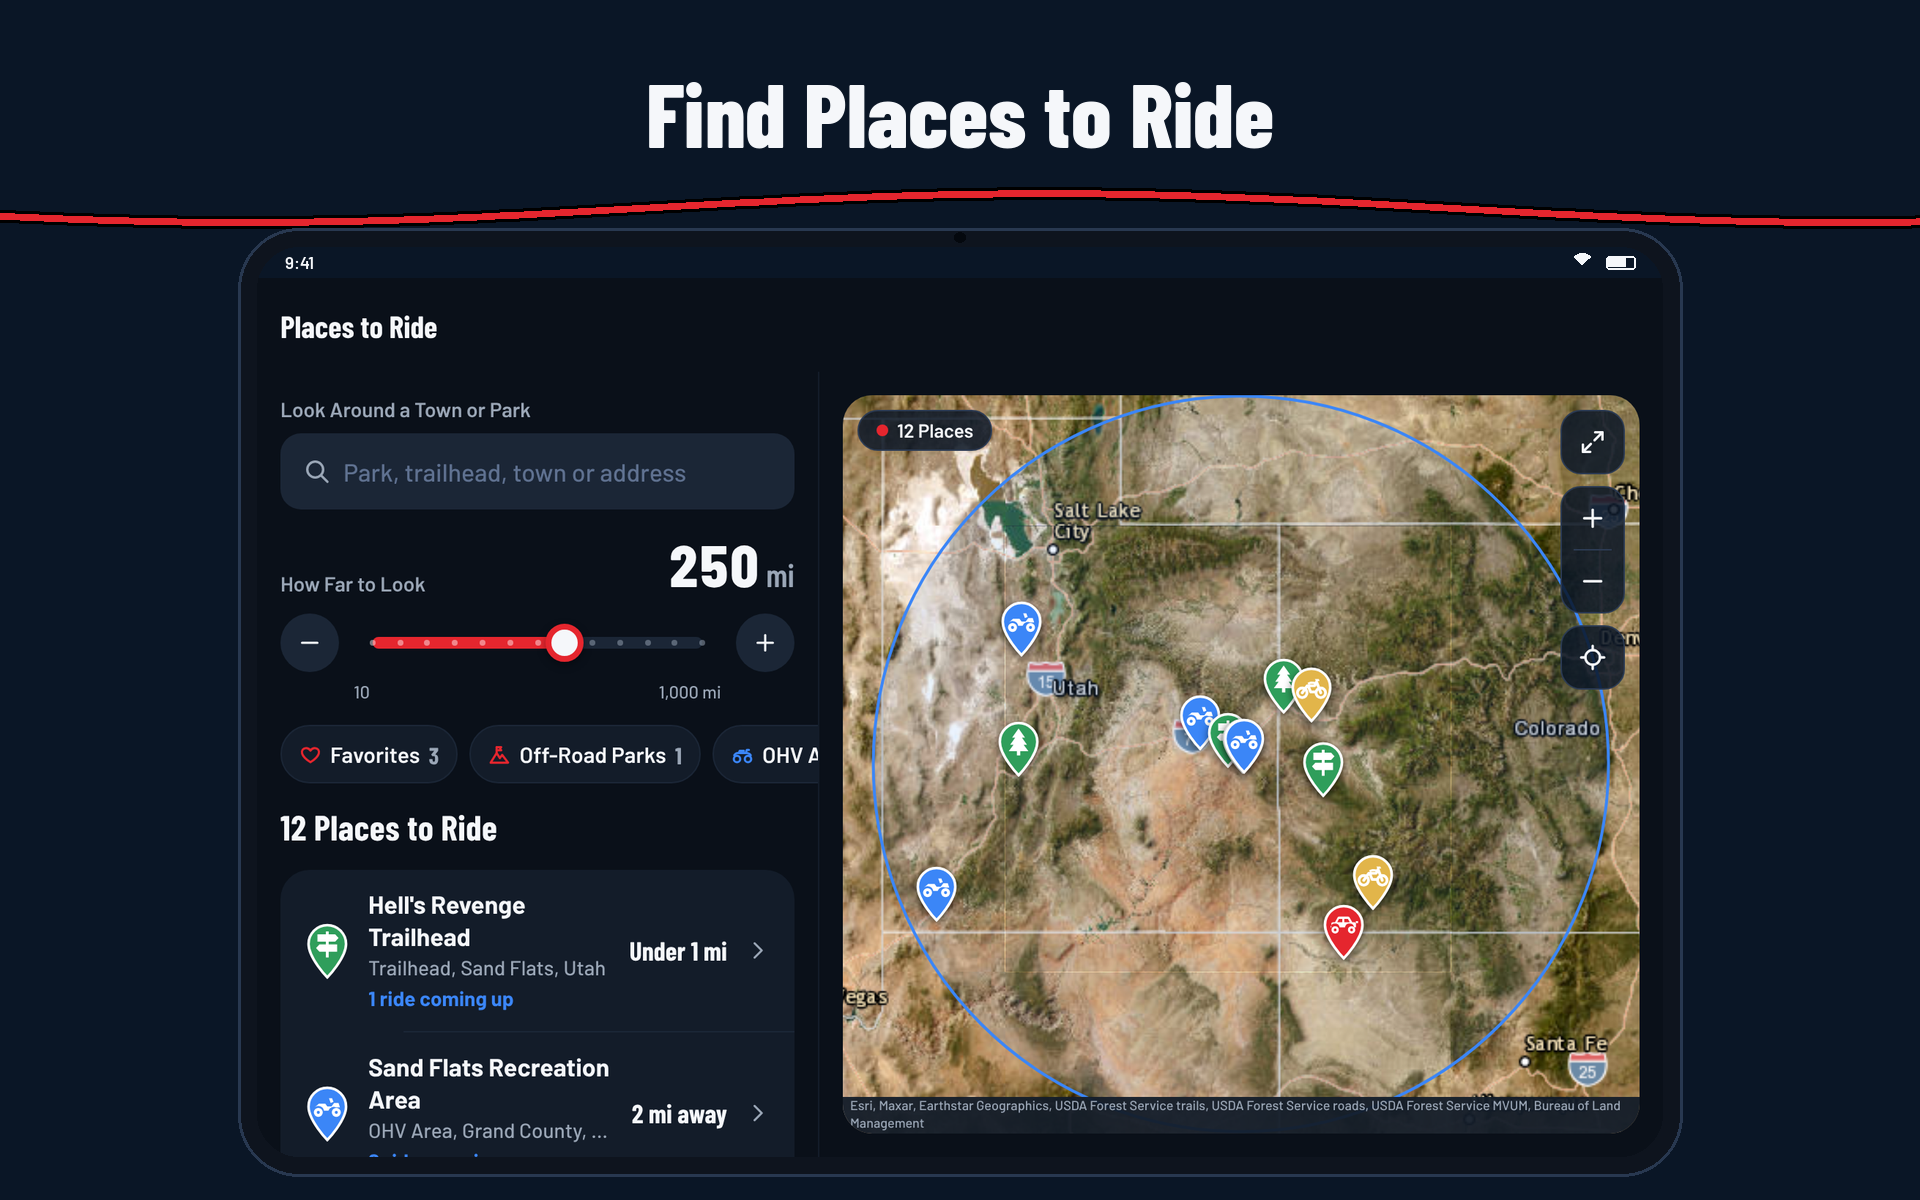 Find Places to Ride
9:41
Places to Ride
Look Around a Town or Park
Park, trailhead, town or address
How Far to Look
250 mi
10
1,000 mi
Favorites 3
Off-Road Parks 1
OHV A
12 Places to Ride
Hell's Revenge
Trailhead
Trailhead, Sand Flats, Utah
1 ride coming up
Under 1 mi
Sand Flats Recreation
Area
OHV Area, Grand County, ...
2 mi away
12 Places
Salt Lake
City
15
Utah
Colorado
egas
Santa Fe
25
Ch
Den
Esri, Maxar, Earthstar Geographics, USDA Forest Service trails, USDA Forest Service roads, USDA Forest Service MVUM, Bureau of Land
Management